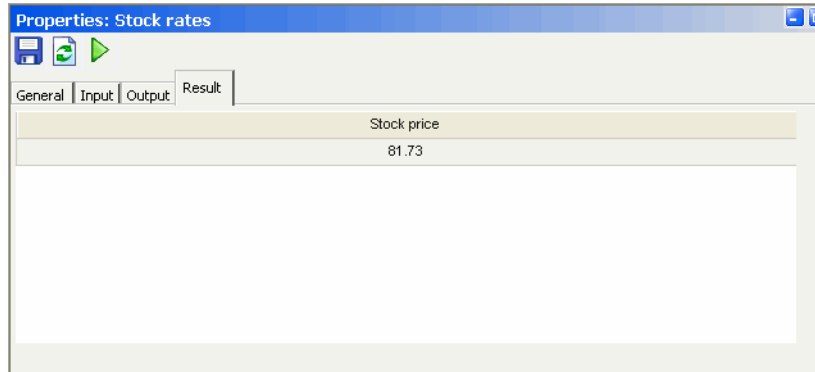 Properties: Stock rates
General Input Output Result
Stock price
81.73